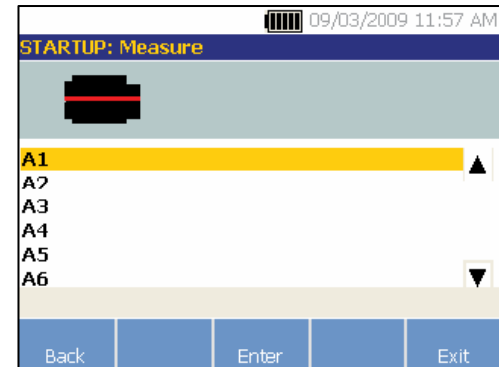 09/03/2009 11:57 AM
STARTUP: Measure
A1
A2
A3
A4
A5
A6
Back Enter Exit